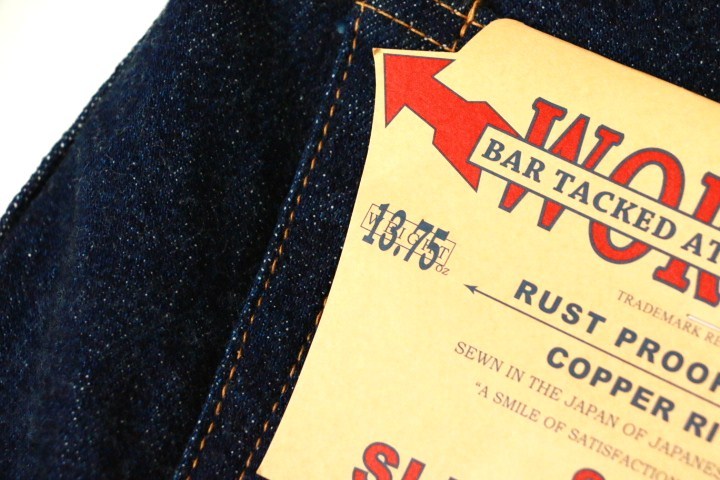 WOR
BAR TACKED AT
WEIGHT
13.75
OZ
TRADEMARK RE
RUST PROOF
COPPER RI
SEWN IN THE JAPAN OF JAPANES
"A SMILE OF SATISFACTION